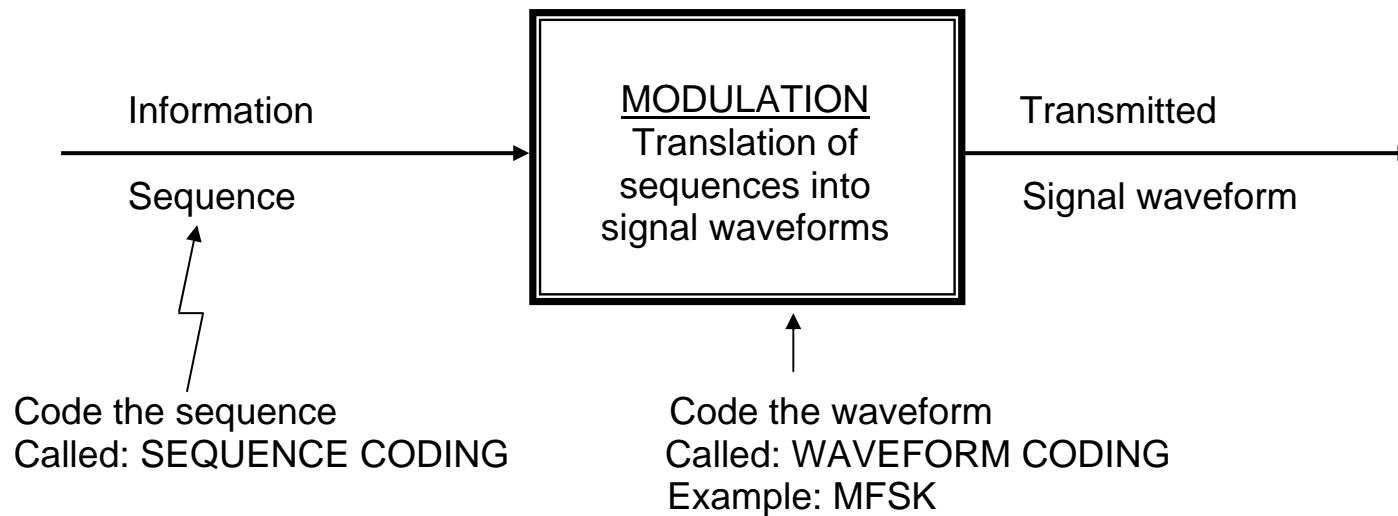 Information
Sequence
MODULATION
Translation of
sequences into
signal waveforms
Transmitted
Signal waveform
Code the sequence
Called: SEQUENCE CODING
Code the waveform
Called: WAVEFORM CODING
Example: MFSK